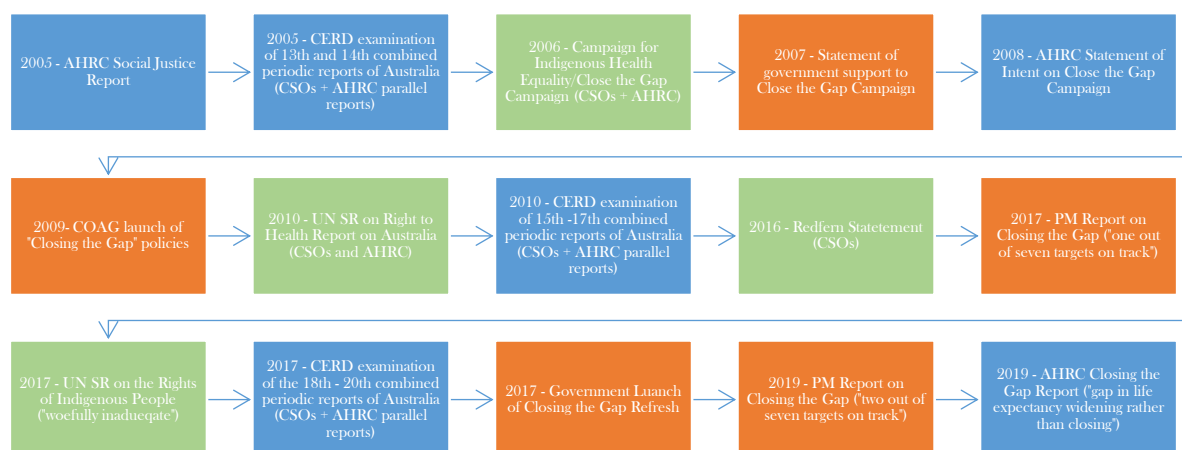 2005 - AHRC Social Justice
Report
2005 - CERD examination
of 13th and 14th combined
periodic reports of Australia
(CSOs + AHRC parallel
reports)
2006 - Campaign for
Indigenous Health
Equality/Close the Gap
Campaign (CSOs + AHRC)
2007 - Statement of
government support to
Close the Gap Campaign
2008 - AHRC Statement of
Intent on Close the Gap
Campaign
2009- COAG launch of
"Closing the Gap" policies
2010 - UN SR on Right to
Health Report on Australia
(CSOs and AHRC)
2010 - CERD examination
of 15th -17th combined
periodic reports of Australia
(CSOs + AHRC parallel
reports)
2016 - Redfern Statetement
(CSOs)
2017 - PM Report on
Closing the Gap ("one out
of seven targets on track")
2017 - UN SR on the Rights
of Indigenous People
("woefully inadueqate")
2017 - CERD examination
of the 18th - 20th combined
periodic reports of Australia
(CSOs + AHRC parallel
reports)
2017 - Government Luanch
of Closing the Gap Refresh
2019 - PM Report on
Closing the Gap ("two out of
seven targets on track")
2019 - AHRC Closing the
Gap Report ("gap in life
expectancy widening rather
than closing")